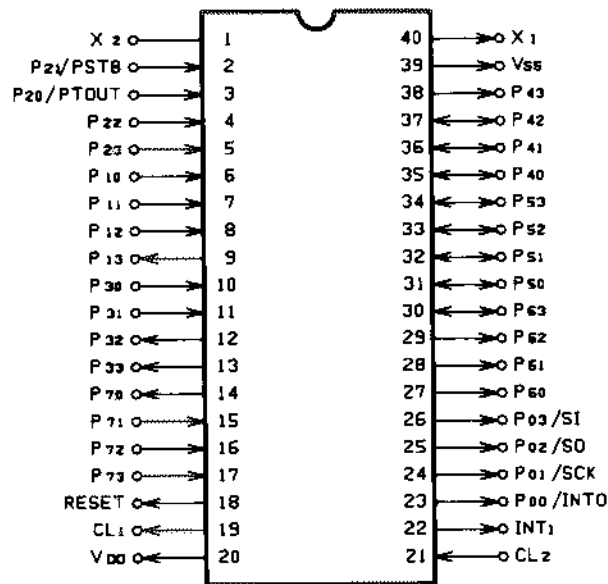 X2 1 40 X1
P21/PSTB 2 39 VSS
P20/PTOUT 3 38 P43
P22 4 37 P42
P23 5 36 P41
P10 6 35 P40
P11 7 34 P53
P12 8 33 P52
P13 9 32 P51
P30 10 31 P50
P31 11 30 P63
P32 12 29 P62
P33 13 28 P61
P70 14 27 P60
P71 15 26 P03/SI
P72 16 25 P02/SO
P73 17 24 P01/SCK
RESET 18 23 P00/INTO
CL1 19 22 INT1
VDD 20 21 CL2